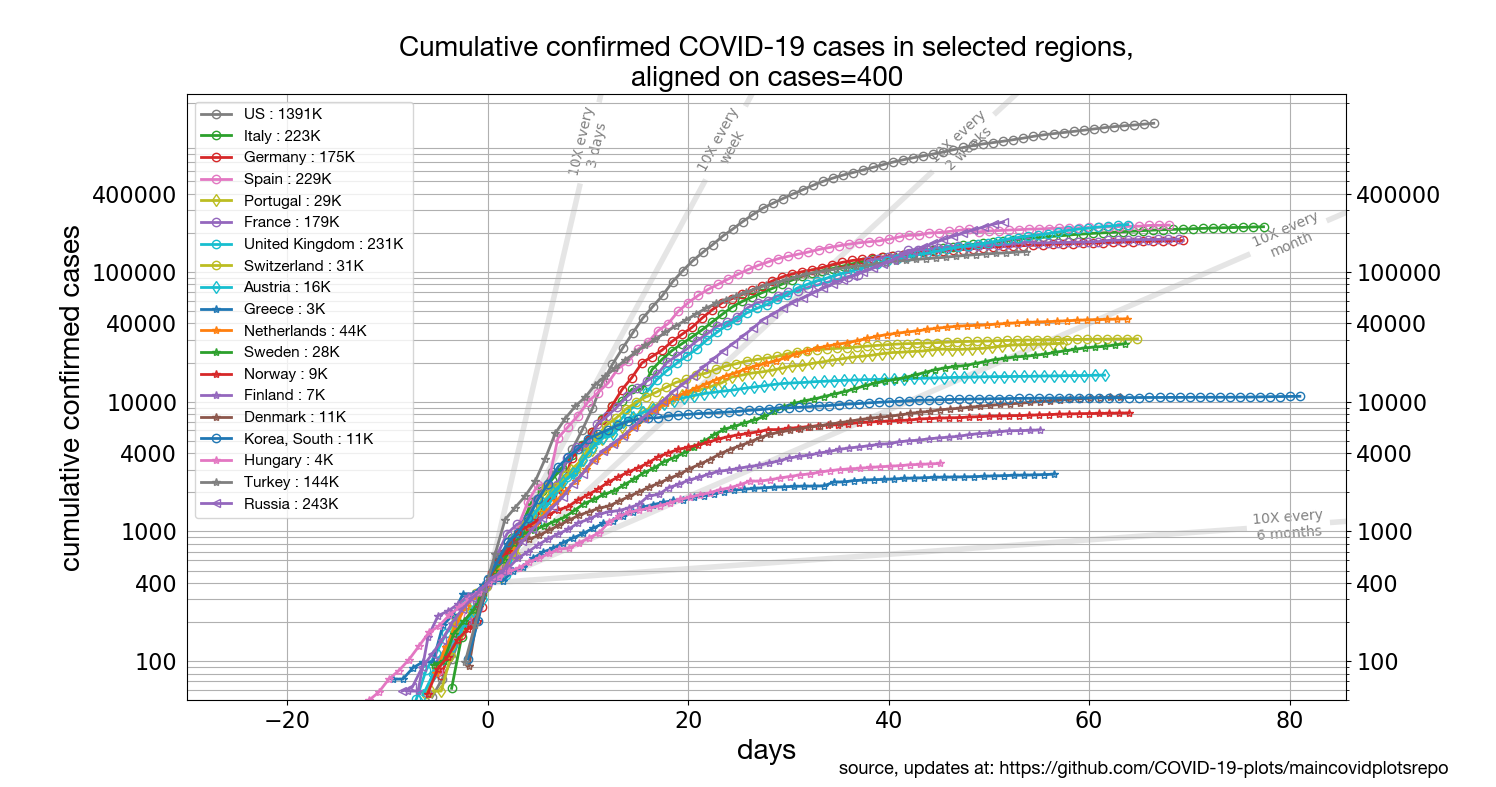 Cumulative confirmed COVID-19 cases in selected regions,
aligned on cases=400
US : 1391K
Italy : 223K
Germany : 175K
Spain : 229K
Portugal : 29K
France : 179K
United Kingdom : 231K
Switzerland : 31K
Austria : 16K
Greece : 3K
Netherlands : 44K
Sweden : 28K
Norway : 9K
Finland : 7K
Denmark : 11K
Korea, South : 11K
Hungary : 4K
Turkey : 144K
Russia : 243K
10X every
3 days
10X every
week
10X every
2 weeks
10X every
month
10X every
6 months
cumulative confirmed cases
400000
100000
40000
10000
4000
1000
400
100
400000
100000
40000
10000
4000
1000
400
100
−20
0
20
40
60
80
days
source, updates at: https://github.com/COVID-19-plots/maincovidplotsrepo